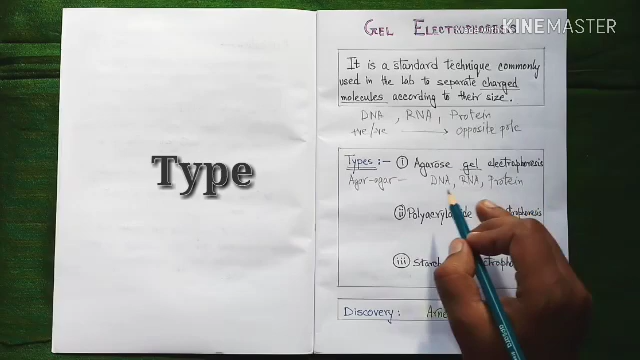 GEL ELECTROPHORESIS
KINEMASTER
It is a standard technique commonly
used in the lab to separate charged
molecules according to their size.
DNA, RNA, Protein
+ve/-ve → opposite pole
Type
Types:- (i) Agarose gel electrophoresis
Agar-agar - DNA, RNA, Protein
(ii)
(iii) Starch
Discovery: